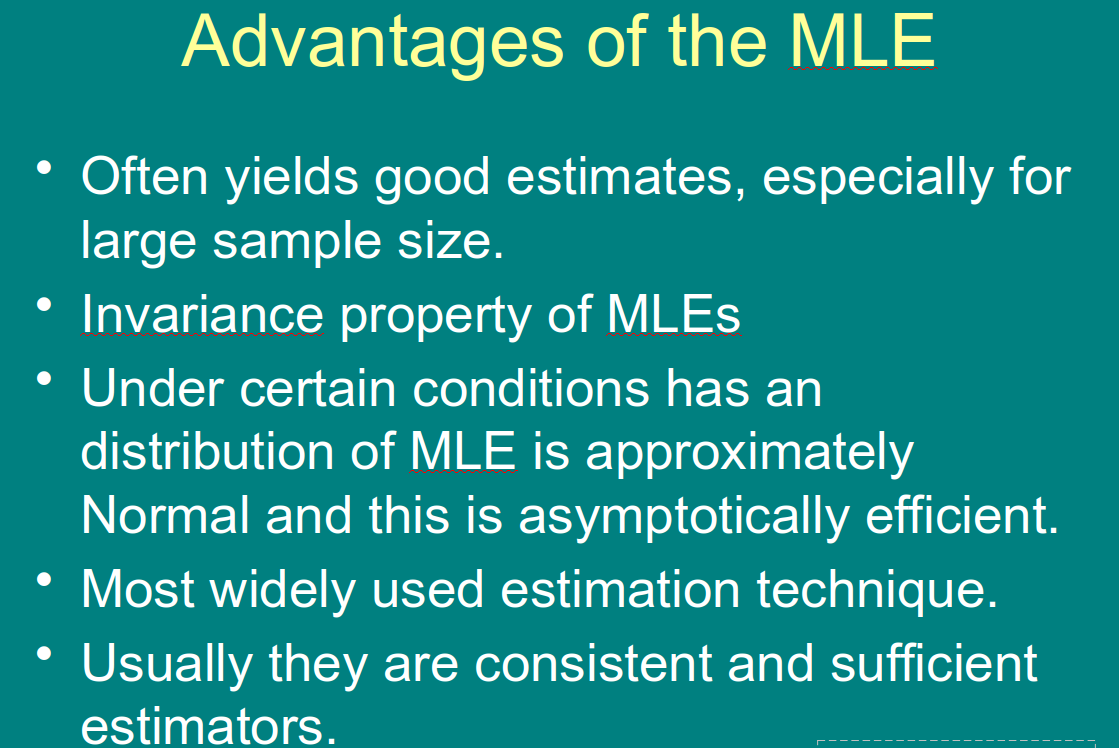 Advantages of the MLE
• Often yields good estimates, especially for
large sample size.
• Invariance property of MLEs
• Under certain conditions has an
distribution of MLE is approximately
Normal and this is asymptotically efficient.
• Most widely used estimation technique.
• Usually they are consistent and sufficient
estimators.